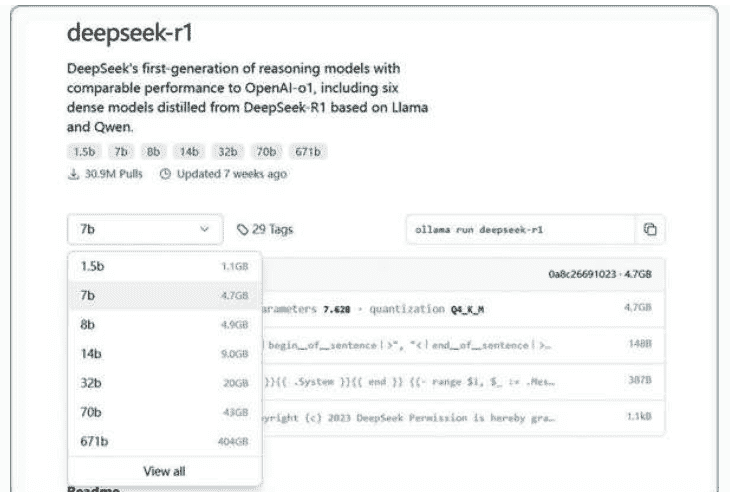 deepseek-r1
DeepSeek's first-generation of reasoning models with
comparable performance to OpenAI-o1, including six
dense models distilled from DeepSeek-R1 based on Llama
and Qwen.
1.5b 7b 8b 14b 32b 70b 671b
30.9M Pulls Updated 7 weeks ago
7b 29 Tags ollama run deepseek-r1
1.5b 1.1GB 0a8c26691023 · 4.7GB
7b 4.7GB arameters 7.62B · quantization Q4_K_M 4.7GB
8b 4.9GB
14b 9.0GB |begin__of__sentence|>", "<|end__of__sentence|>… 148B
32b 20GB }}{{ .System }}{{ end }} {{- range $i, $_ := .Mes… 387B
70b 43GB yright (c) 2023 DeepSeek Permission is hereby gra… 1.1kB
671b 404GB
View all
Readme